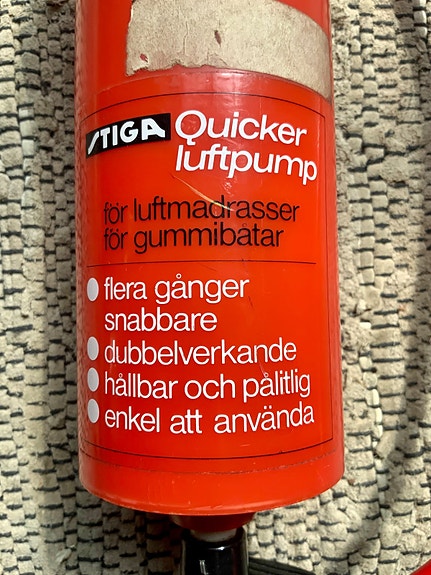 STIGA Quicker
luftpump
för luftmadrasser
för gummibåtar
flera gånger
snabbare
dubbelverkande
hållbar och pålitlig
enkel att använda